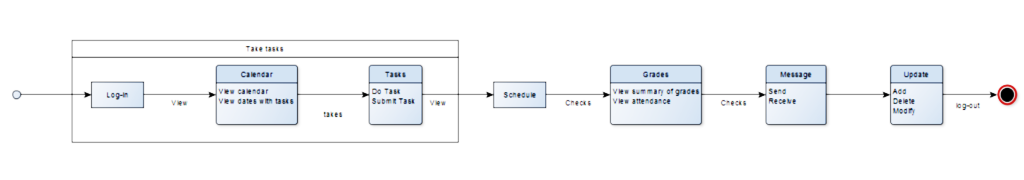 Take tasks
Log-in
View
Calendar
View calendar
View dates with tasks
takes
Tasks
Do Task
Submit Task
View
Schedule
Checks
Grades
View summary of grades
View attendance
Checks
Message
Send
Receive
Update
Add
Delete
Modify
log-out